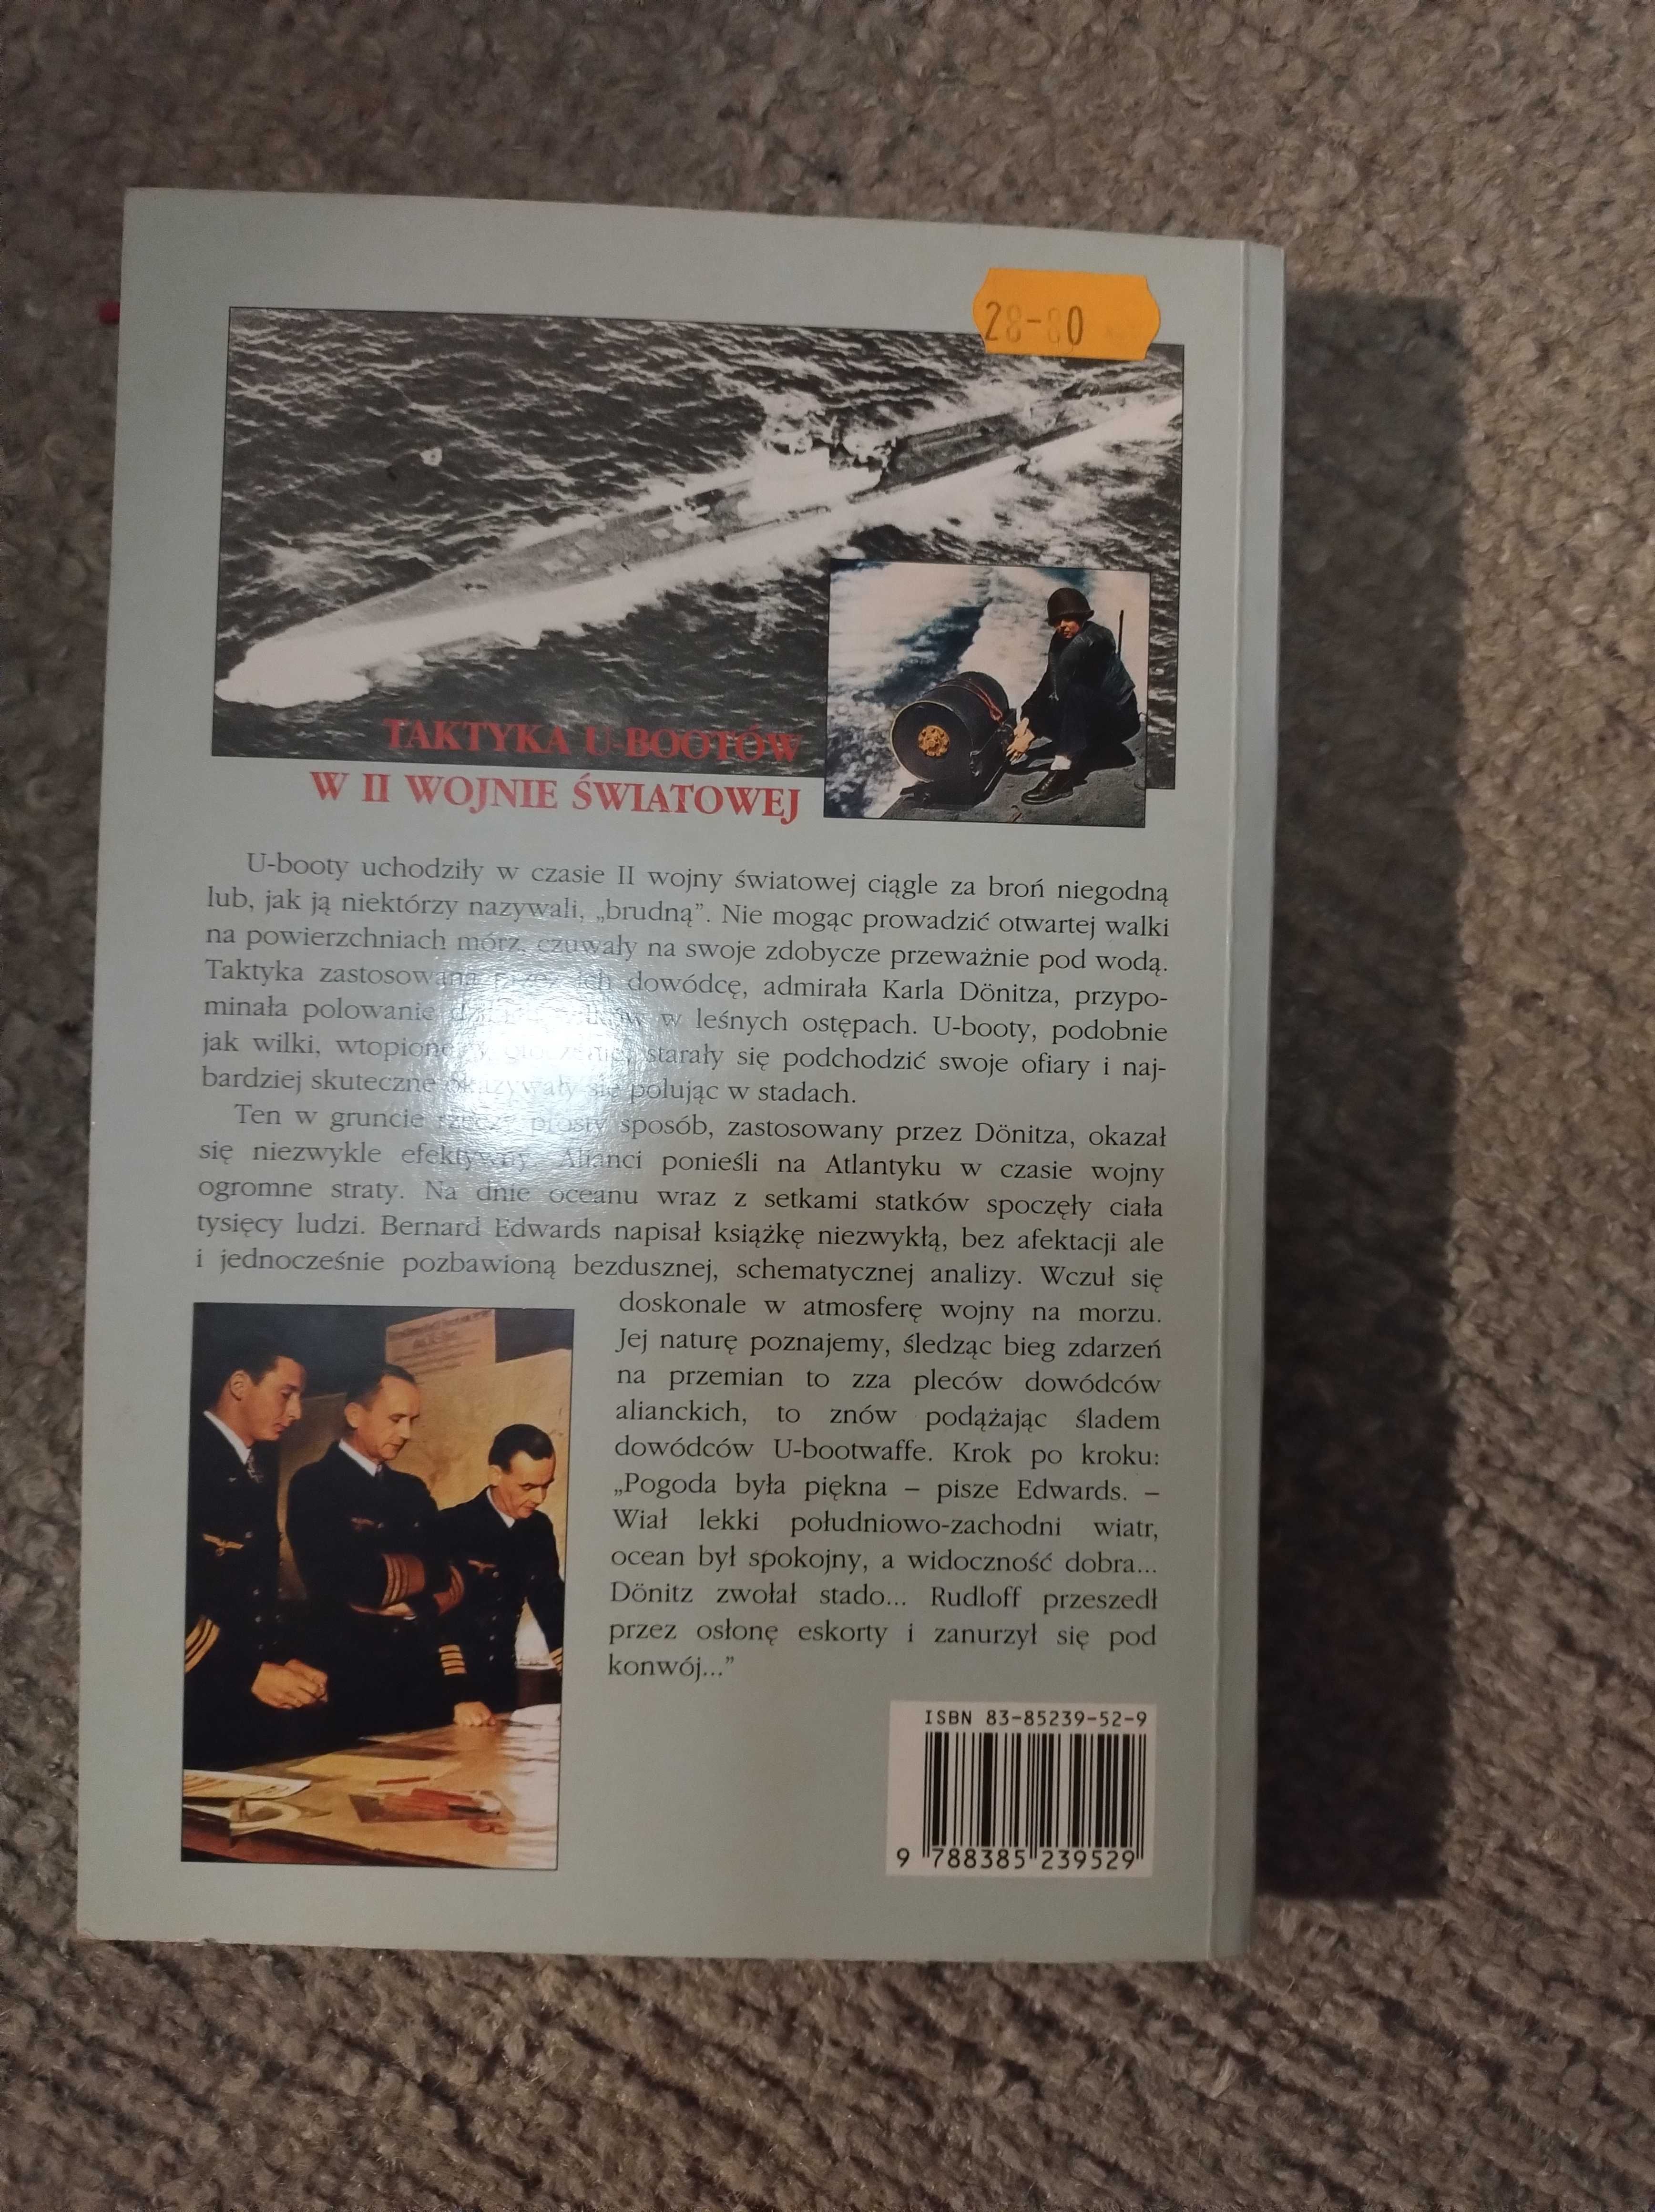 28-80
TAKTYKA U-BOOTÓW
W II WOJNIE ŚWIATOWEJ
U-booty uchodziły w czasie II wojny światowej ciągle za broń niegodną
lub, jak ją niektórzy nazywali, „brudną”. Nie mogąc prowadzić otwartej walki
na powierzchniach mórz, czuwały na swoje zdobycze przeważnie pod wodą.
Taktyka zastosowana przez ich dowódcę, admirała Karla Dönitza, przypo-
minała polowanie w leśnych ostępach. U-booty, podobnie
jak wilki, wtopione w otoczenie, starały się podchodzić swoje ofiary i naj-
bardziej skuteczne okazywały się polując w stadach.
Ten w gruncie rzeczy prosty sposób, zastosowany przez Dönitza, okazał
się niezwykle efektywny. Alianci ponieśli na Atlantyku w czasie wojny
ogromne straty. Na dnie oceanu wraz z setkami statków spoczęły ciała
tysięcy ludzi. Bernard Edwards napisał książkę niezwykłą, bez afektacji ale
i jednocześnie pozbawioną bezdusznej, schematycznej analizy. Wczuł się
doskonale w atmosferę wojny na morzu.
Jej naturę poznajemy, śledząc bieg zdarzeń
na przemian to zza pleców dowódców
alianckich, to znów podążając śladem
dowódców U-bootwaffe. Krok po kroku:
„Pogoda była piękna – pisze Edwards. –
Wiał lekki południowo-zachodni wiatr,
ocean był spokojny, a widoczność dobra...
Dönitz zwołał stado... Rudloff przeszedł
przez osłonę eskorty i zanurzył się pod
konwój...”
ISBN 83-85239-52-9
9 788385 239529